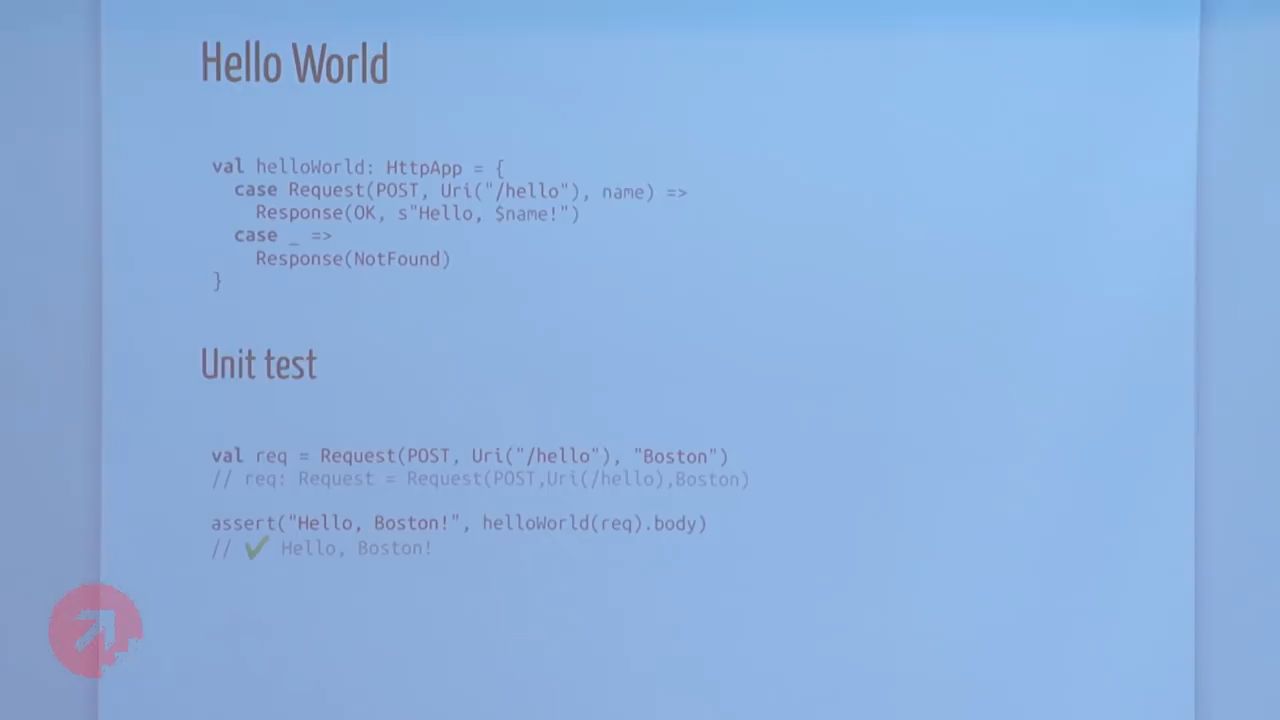 Hello World
val helloWorld: HttpApp = {
case Request(POST, Uri("/hello"), name) =>
Response(OK, s"Hello, $name!")
case _ =>
Response(NotFound)
}
Unit test
val req = Request(POST, Uri("/hello"), "Boston")
// req: Request = Request(POST,Uri(/hello),Boston)
assert("Hello, Boston!", helloWorld(req).body)
// ✔ Hello, Boston!